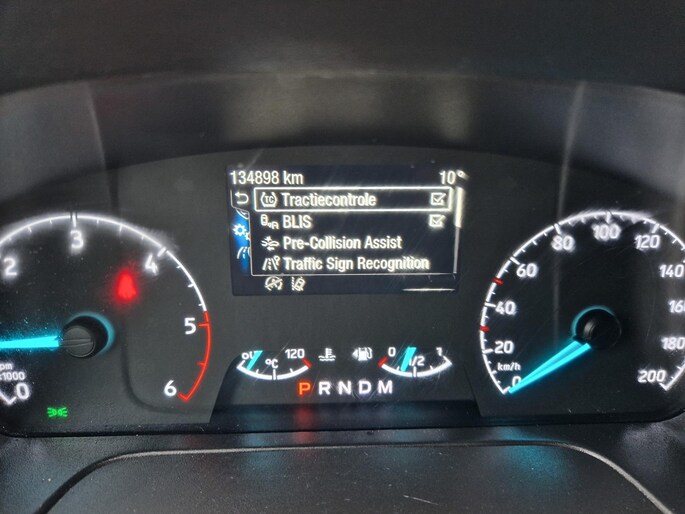 134898 km 10°
TC Tractiecontrole
BLIS
Pre-Collision Assist
Traffic Sign Recognition
2 3 4 5 6
x1000 0
0 20 40 60 80 100 120 140 160 180 200
km/h
120
°C
0 1/2 1
P R N D M